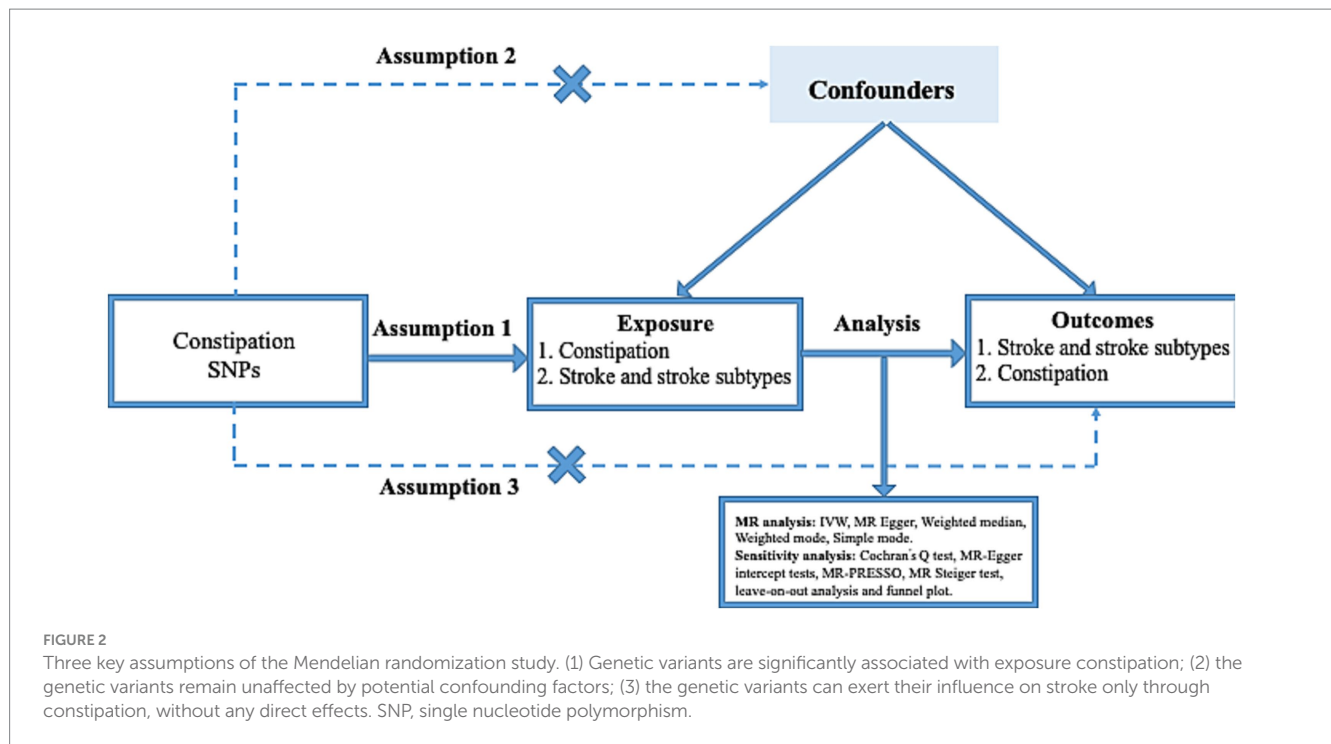 Assumption 2
Confounders
Constipation
SNPs
Assumption 1
Exposure
1. Constipation
2. Stroke and stroke subtypes
Analysis
Outcomes
1. Stroke and stroke subtypes
2. Constipation
Assumption 3
MR analysis: IVW, MR Egger, Weighted median,
Weighted mode, Simple mode.
Sensitivity analysis: Cochran's Q test, MR-Egger
intercept tests, MR-PRESSO, MR Steiger test,
leave-on-out analysis and funnel plot.
FIGURE 2
Three key assumptions of the Mendelian randomization study. (1) Genetic variants are significantly associated with exposure constipation; (2) the
genetic variants remain unaffected by potential confounding factors; (3) the genetic variants can exert their influence on stroke only through
constipation, without any direct effects. SNP, single nucleotide polymorphism.